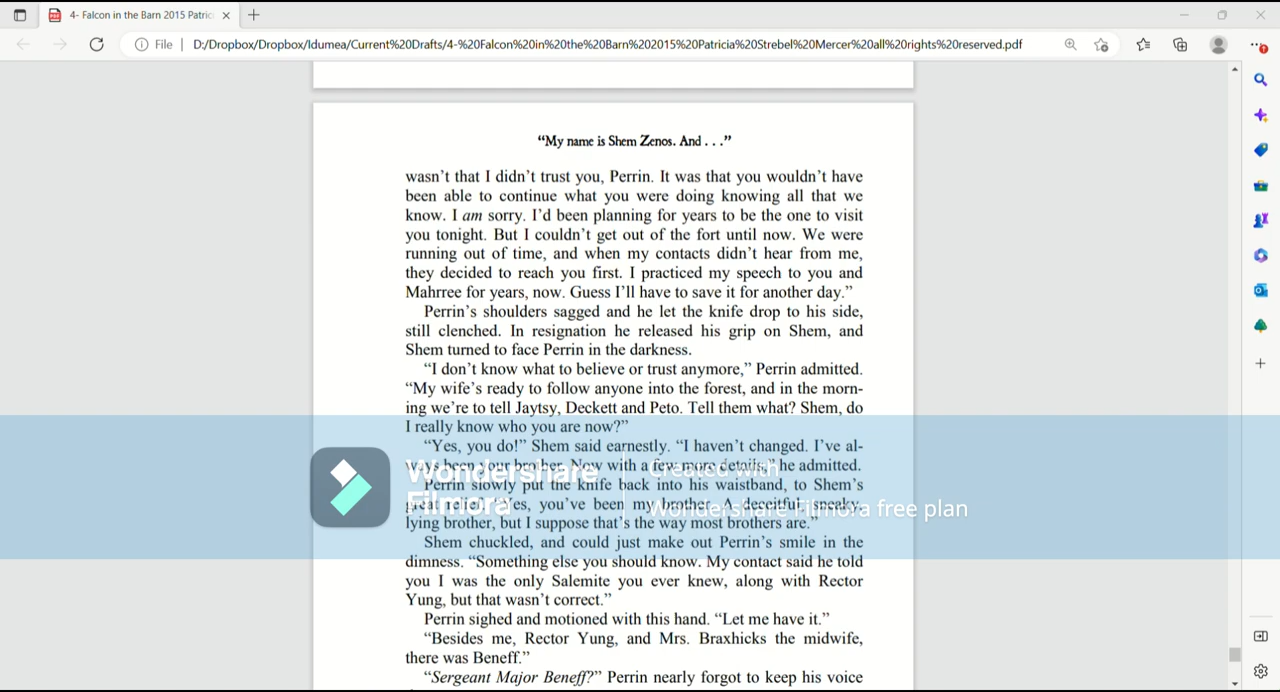 4- Falcon in the Barn 2015 Patric
File
D:/Dropbox/Dropbox/Idumea/Current%20Drafts/4-%20Falcon%20in%20the%20Barn%202015%20Patricia%20Strebel%20Mercer%20all%20rights%20reserved.pdf
“My name is Shem Zenos. And . . .”
wasn’t that I didn’t trust you, Perrin. It was that you wouldn’t have
been able to continue what you were doing knowing all that we
know. I am sorry. I’d been planning for years to be the one to visit
you tonight. But I couldn’t get out of the fort until now. We were
running out of time, and when my contacts didn’t hear from me,
they decided to reach you first. I practiced my speech to you and
Mahrree for years, now. Guess I’ll have to save it for another day.”
Perrin’s shoulders sagged and he let the knife drop to his side,
still clenched. In resignation he released his grip on Shem, and
Shem turned to face Perrin in the darkness.
“I don’t know what to believe or trust anymore,” Perrin admitted.
“My wife’s ready to follow anyone into the forest, and in the morn-
ing we’re to tell Jaytsy, Deckett and Peto. Tell them what? Shem, do
I really know who you are now?”
“Yes, you do!” Shem said earnestly. “I haven’t changed. I’ve al-
ways been your brother. Now with a few more details,” he admitted.
Perrin slowly put the knife back into his waistband, to Shem’s
great relief. “Yes, you’ve been my brother. A deceitful, sneaky,
lying brother, but I suppose that’s the way most brothers are.”
Shem chuckled, and could just make out Perrin’s smile in the
dimness. “Something else you should know. My contact said he told
you I was the only Salemite you ever knew, along with Rector
Yung, but that wasn’t correct.”
Perrin sighed and motioned with this hand. “Let me have it.”
“Besides me, Rector Yung, and Mrs. Braxhicks the midwife,
there was Beneff.”
“Sergeant Major Beneff?” Perrin nearly forgot to keep his voice
Wondershare
Filmora
Created with
Wondershare Filmora free plan